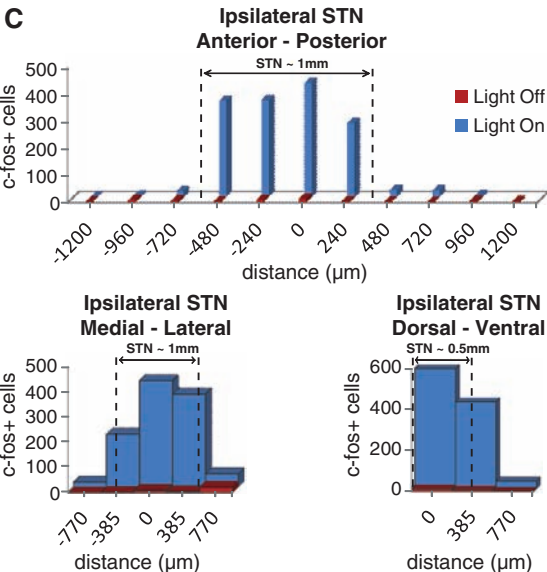 C
Ipsilateral STN
Anterior - Posterior
STN ~ 1mm
500
400
300
200
100
0
c-fos+ cells
Light Off
Light On
-1200 -960 -720 -480 -240 0 240 480 720 960 1200
distance (µm)
Ipsilateral STN
Medial - Lateral
STN ~ 1mm
500
400
300
200
100
0
c-fos+ cells
-770 -385 0 385 770
distance (µm)
Ipsilateral STN
Dorsal - Ventral
STN ~ 0.5mm
600
400
200
0
c-fos+ cells
0 385 770
distance (µm)